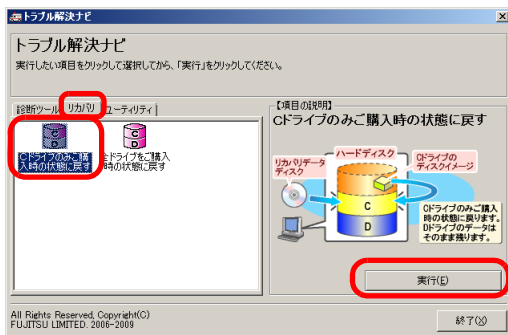 トラブル解決ナビ
トラブル解決ナビ
実行したい項目をクリックして選択してから、「実行」をクリックしてください。
診断ツール リカバリ ユーティリティ
Cドライブのみご購
入時の状態に戻す
全ドライブをご購入
時の状態に戻す
【項目の説明】
Cドライブのみご購入時の状態に戻す
リカバリデータ
ディスク
ハードディスク
Cドライブの
ディスクイメージ
C
D
Cドライブのみご購入
時の状態に戻ります。
Dドライブのデータは
そのまま残ります。
実行(E)
All Rights Reserved, Copyright(C)
FUJITSU LIMITED. 2006-2009
終了(X)